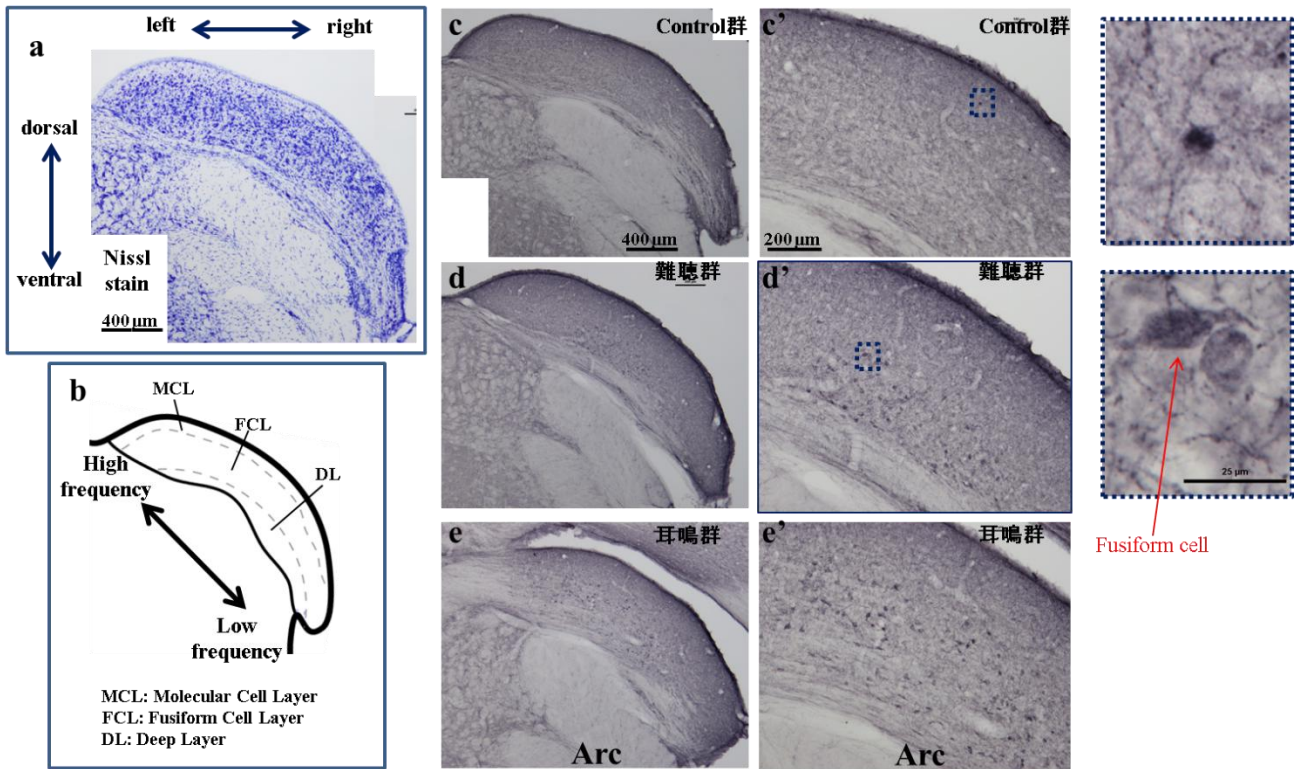 left
right
a
dorsal
ventral
Nissl
stain
400 μm
b
MCL
FCL
DL
High
frequency
Low
frequency
MCL: Molecular Cell Layer
FCL: Fusiform Cell Layer
DL: Deep Layer
c
Control群
400 μm
c'
Control群
200 μm
d
難聴群
d'
難聴群
e
耳鳴群
Arc
e'
耳鳴群
Arc
25 μm
Fusiform cell